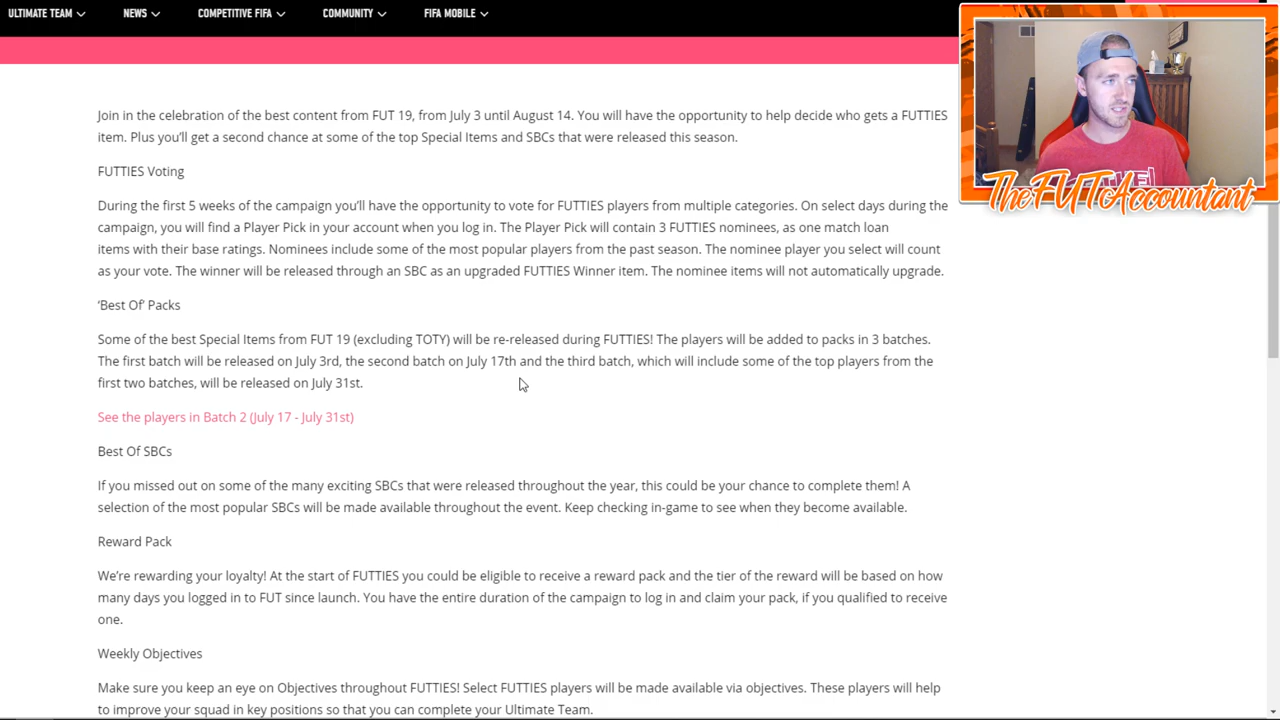 ULTIMATE TEAM NEWS COMPETITIVE FIFA COMMUNITY FIFA MOBILE
TheFUTAccountant
Join in the celebration of the best content from FUT 19, from July 3 until August 14. You will have the opportunity to help decide who gets a FUTTIES
item. Plus you’ll get a second chance at some of the top Special Items and SBCs that were released this season.
FUTTIES Voting
During the first 5 weeks of the campaign you’ll have the opportunity to vote for FUTTIES players from multiple categories. On select days during the
campaign, you will find a Player Pick in your account when you log in. The Player Pick will contain 3 FUTTIES nominees, as one match loan
items with their base ratings. Nominees include some of the most popular players from the past season. The nominee player you select will count
as your vote. The winner will be released through an SBC as an upgraded FUTTIES Winner item. The nominee items will not automatically upgrade.
‘Best Of’ Packs
Some of the best Special Items from FUT 19 (excluding TOTY) will be re-released during FUTTIES! The players will be added to packs in 3 batches.
The first batch will be released on July 3rd, the second batch on July 17th and the third batch, which will include some of the top players from the
first two batches, will be released on July 31st.
See the players in Batch 2 (July 17 - July 31st)
Best Of SBCs
If you missed out on some of the many exciting SBCs that were released throughout the year, this could be your chance to complete them! A
selection of the most popular SBCs will be made available throughout the event. Keep checking in-game to see when they become available.
Reward Pack
We’re rewarding your loyalty! At the start of FUTTIES you could be eligible to receive a reward pack and the tier of the reward will be based on how
many days you logged in to FUT since launch. You have the entire duration of the campaign to log in and claim your pack, if you qualified to receive
one.
Weekly Objectives
Make sure you keep an eye on Objectives throughout FUTTIES! Select FUTTIES players will be made available via objectives. These players will help
to improve your squad in key positions so that you can complete your Ultimate Team.